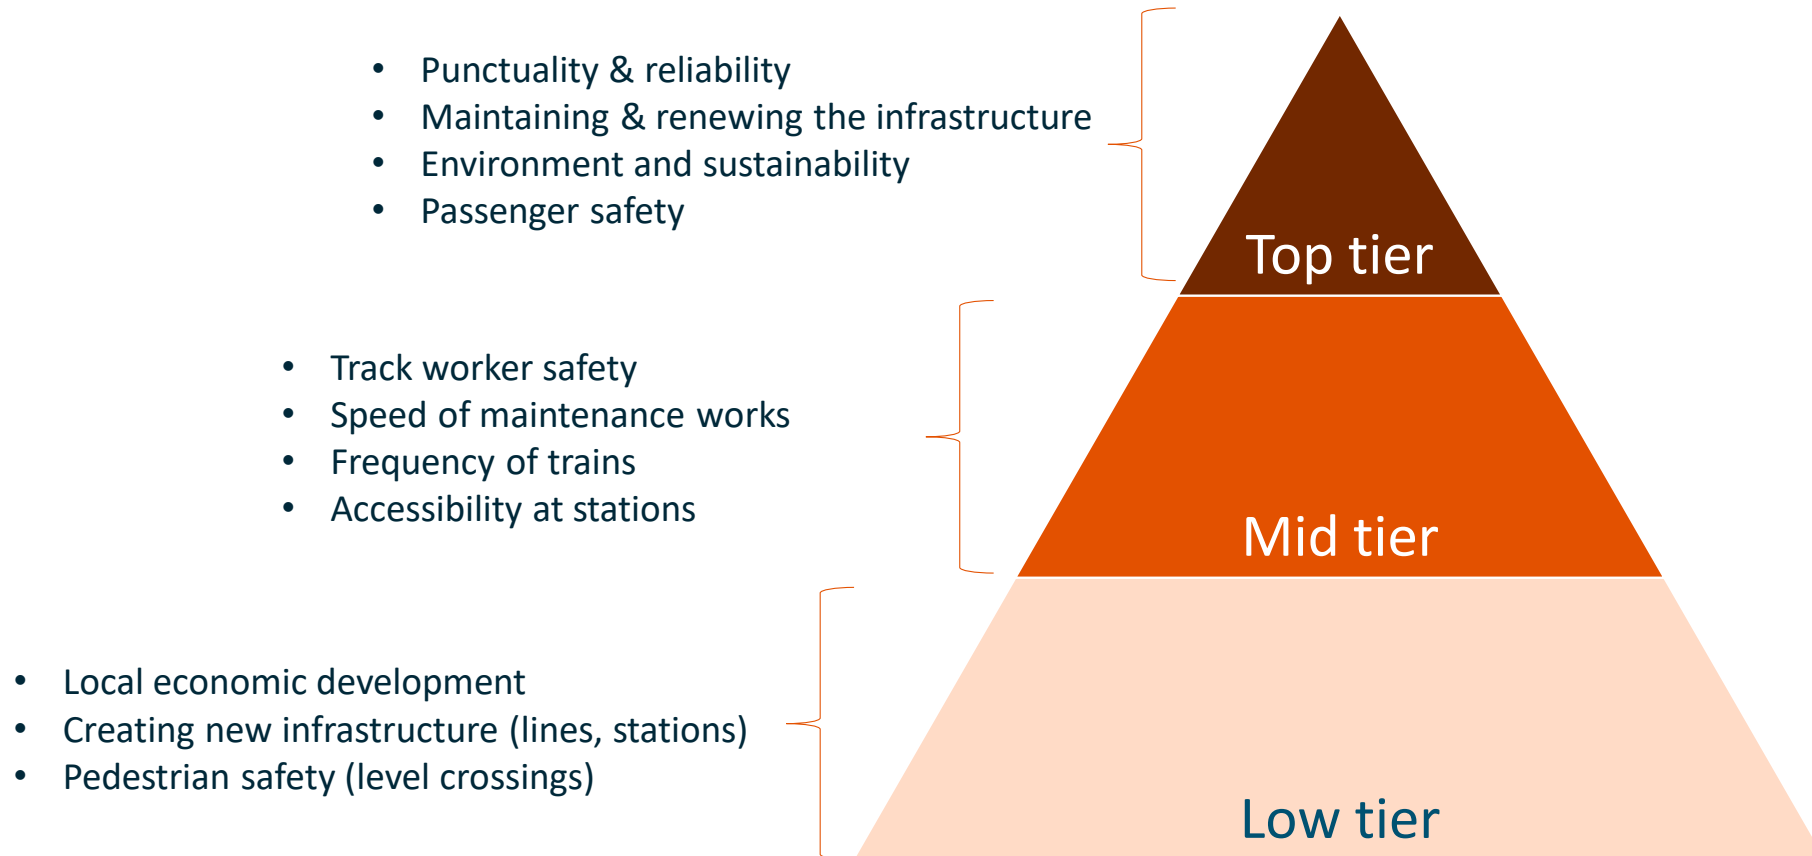 • Punctuality & reliability
• Maintaining & renewing the infrastructure
• Environment and sustainability
• Passenger safety
Top tier
• Track worker safety
• Speed of maintenance works
• Frequency of trains
• Accessibility at stations
Mid tier
• Local economic development
• Creating new infrastructure (lines, stations)
• Pedestrian safety (level crossings)
Low tier